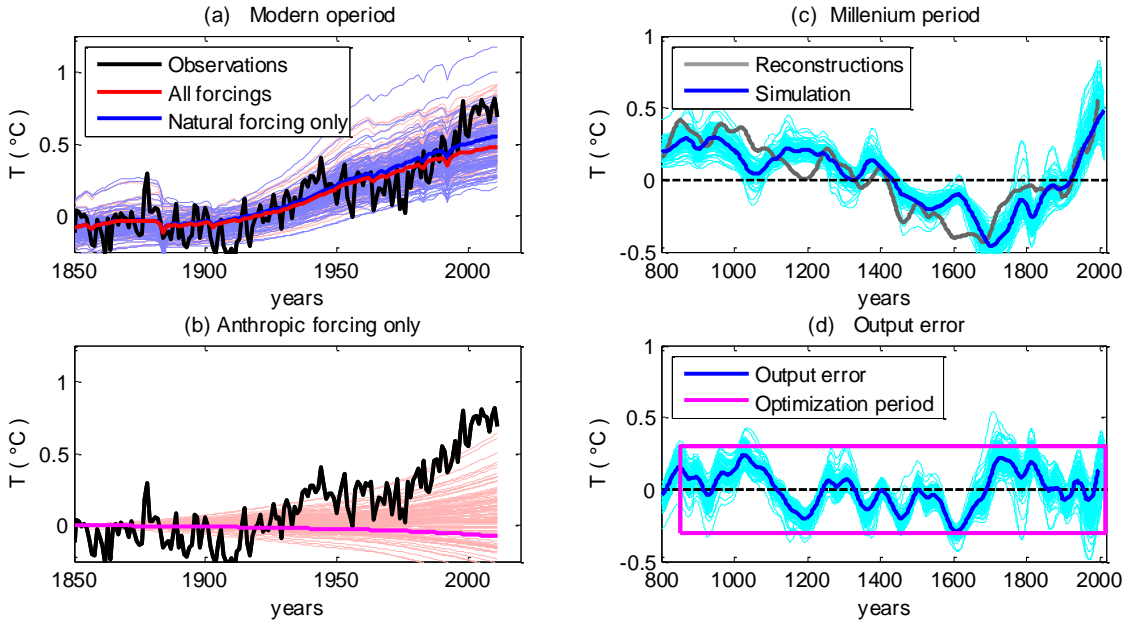 (a) Modern operiod
Observations
All forcings
Natural forcing only
T ( °C )
1
0.5
0
1850
1900
1950
2000
years
(c) Millenium period
Reconstructions
Simulation
T ( °C )
1
0.5
0
-0.5
800
1000
1200
1400
1600
1800
2000
years
(b) Anthropic forcing only
T ( °C )
1
0.5
0
1850
1900
1950
2000
years
(d) Output error
Output error
Optimization period
T ( °C )
1
0.5
0
-0.5
800
1000
1200
1400
1600
1800
2000
years